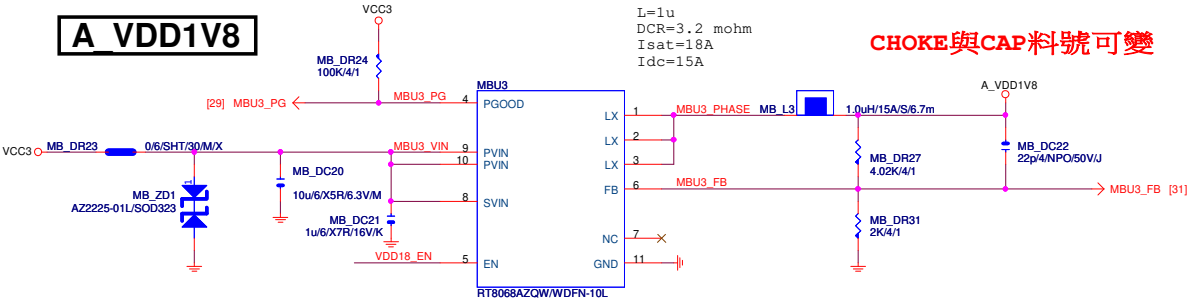 A_VDD1V8
VCC3
L=1u
DCR=3.2 mohm
Isat=18A
Idc=15A
CHOKE與CAP料號可變
MB_DR24
100K/4/1
MBU3
A_VDD1V8
[29] MBU3_PG
MBU3_PG 4 PGOOD
LX 1 MBU3_PHASE MB_L3 1.0uH/15A/S/6.7m
VCC3 MB_DR23 0/6/SHT/30/M/X
MBU3_VIN 9 PVIN
10 PVIN
LX 2
LX 3
MB_DR27
4.02K/4/1
MB_DC22
22p/4/NPO/50V/J
1
MB_ZD1
AZ2225-01L/SOD323
MB_DC20
10u/6/X5R/6.3V/M
FB 6 MBU3_FB
MBU3_FB [31]
8 SVIN
MB_DC21
1u/6/X7R/16V/K
MB_DR31
2K/4/1
NC 7
VDD18_EN 5 EN
GND 11
RT8068AZQW/WDFN-10L